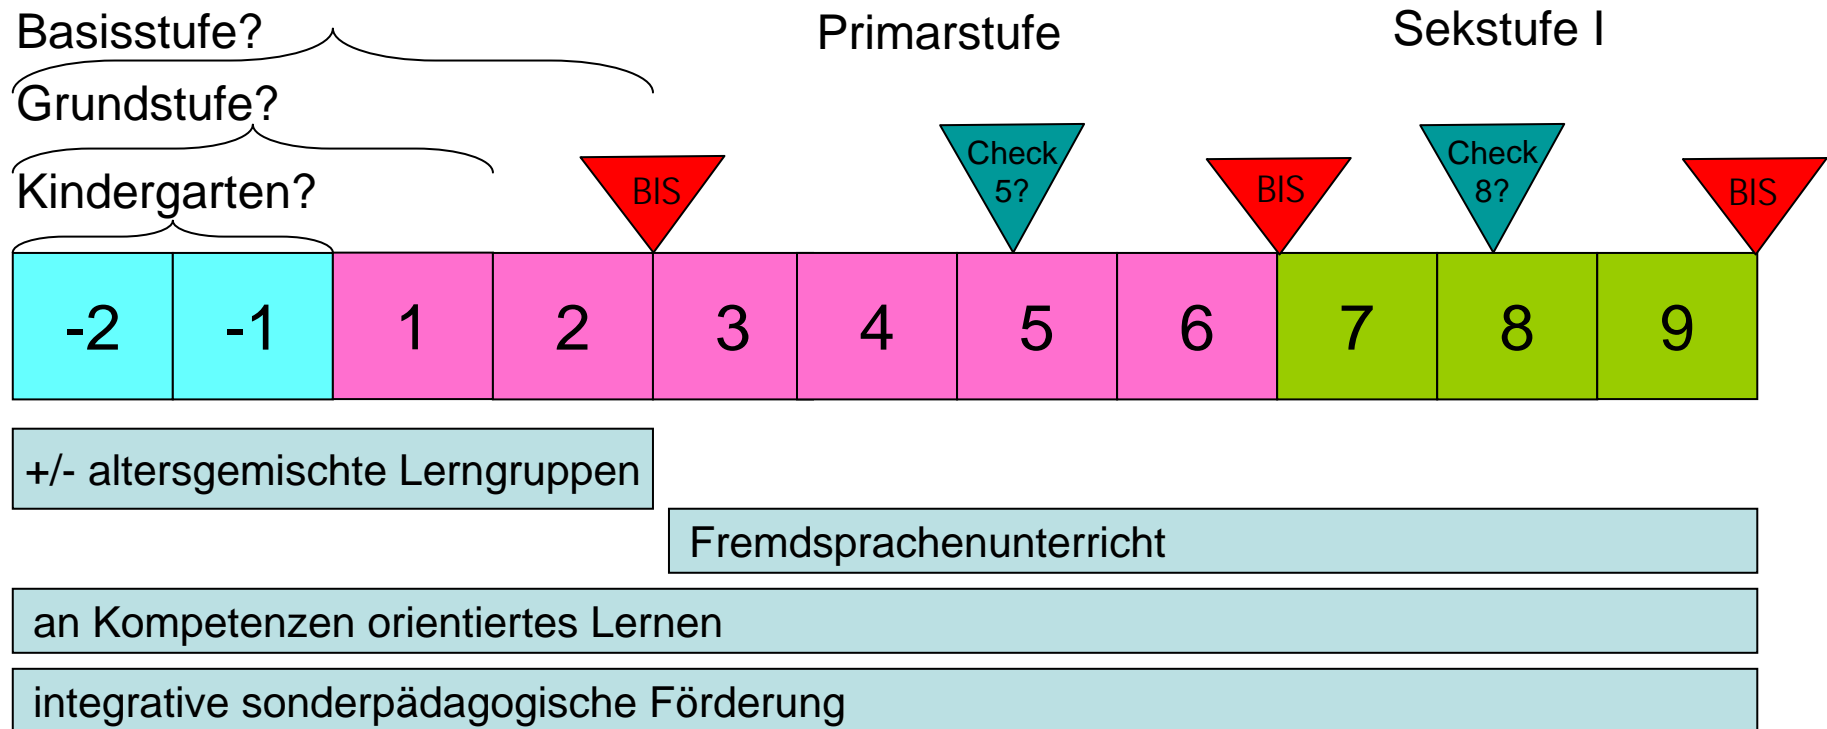 Basisstufe?
Primarstufe
Sekstufe I
Grundstufe?
Kindergarten?
BIS
Check
5?
BIS
Check
8?
BIS
-2 -1 1 2 3 4 5 6 7 8 9
+/- altersgemischte Lerngruppen
Fremdsprachenunterricht
an Kompetenzen orientiertes Lernen
integrative sonderpädagogische Förderung